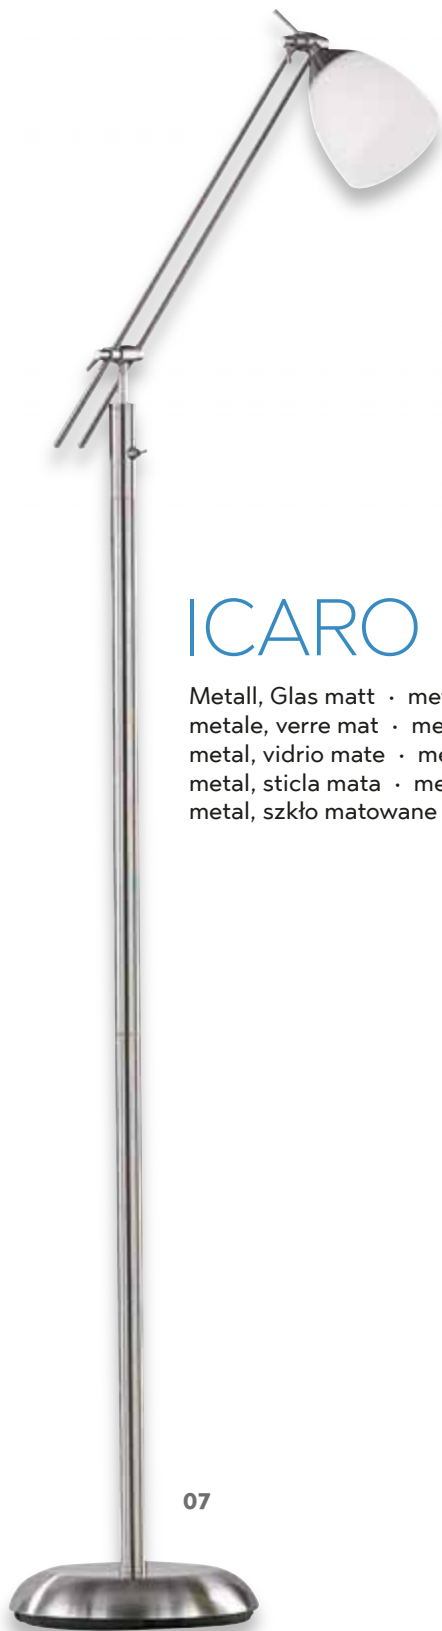 ICARO
Metall, Glas matt ·
metale, verre mat ·
metal, vidrio mate ·
metal, sticla mata ·
metal, szkło matowane
07